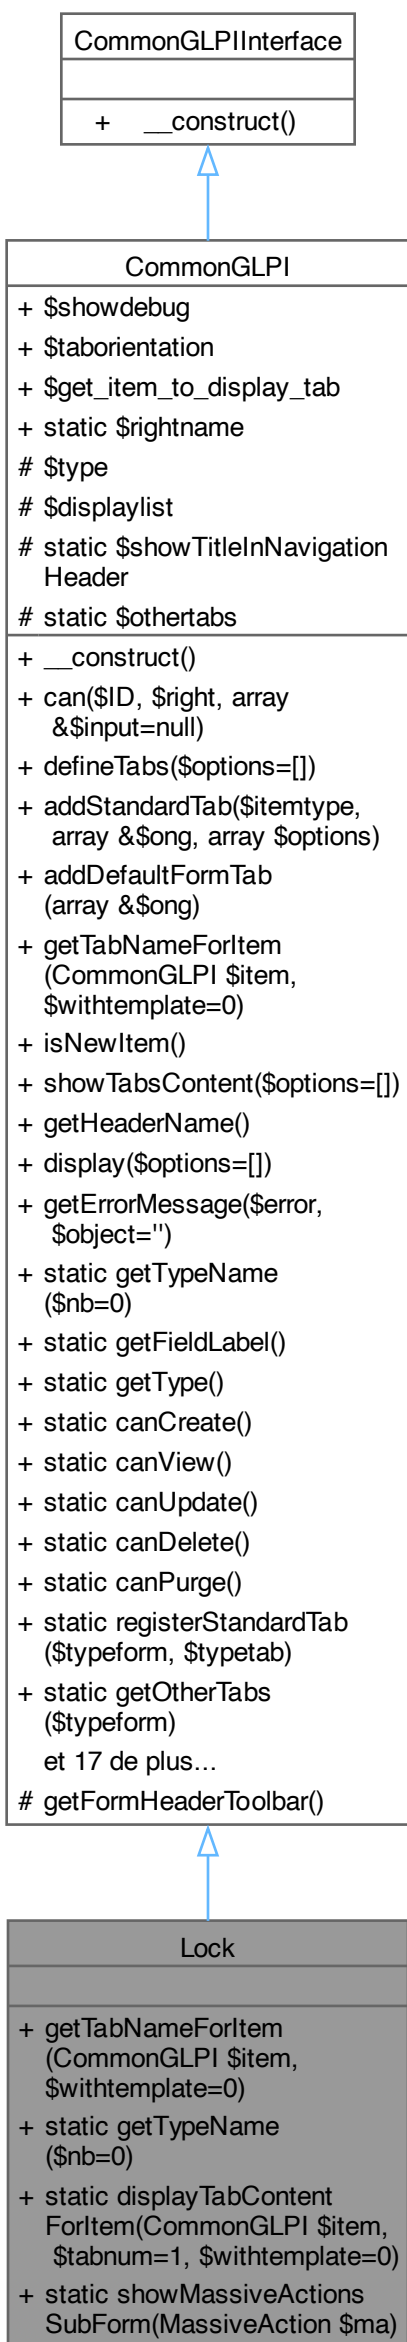 CommonGLPIInterface
+ __construct()
CommonGLPI
+ $showdebug
+ $taborientation
+ $get_item_to_display_tab
+ static $rightname
# $type
# $displaylist
# static $showTitleInNavigation
Header
# static $othertabs
+ __construct()
+ can($ID, $right, array
&$input=null)
+ defineTabs($options=[])
+ addStandardTab($itemtype,
array &$ong, array $options)
+ addDefaultFormTab
(array &$ong)
+ getTabNameForItem
(CommonGLPI $item,
$withtemplate=0)
+ isNewItem()
+ showTabsContent($options=[])
+ getHeaderName()
+ display($options=[])
+ getErrorMessage($error,
$object='')
+ static getTypeName
($nb=0)
+ static getFieldLabel()
+ static getType()
+ static canCreate()
+ static canView()
+ static canUpdate()
+ static canDelete()
+ static canPurge()
+ static registerStandardTab
($typeform, $typetab)
+ static getOtherTabs
($typeform)
et 17 de plus...
# getFormHeaderToolbar()
Lock
+ getTabNameForItem
(CommonGLPI $item,
$withtemplate=0)
+ static getTypeName
($nb=0)
+ static displayTabContent
ForItem(CommonGLPI $item,
$tabnum=1, $withtemplate=0)
+ static showMassiveActions
SubForm(MassiveAction $ma)